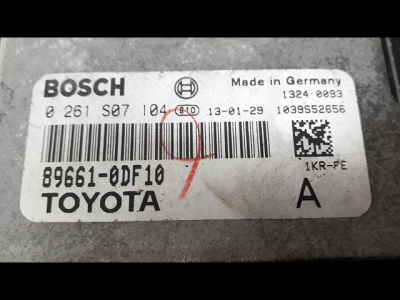 BOSCH Made in Germany
1324 0093
0 261 S07 104 B10 13-01-29 1039S52656
89661-0DF10 1KR-FE
TOYOTA A